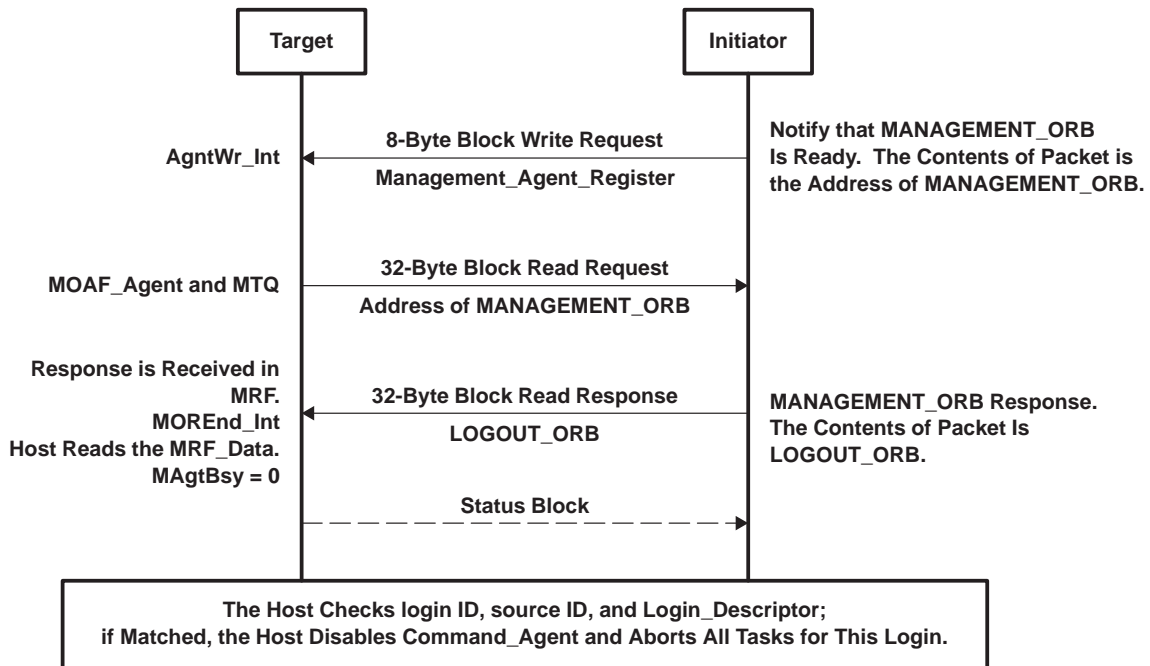 Target
Initiator
8-Byte Block Write Request
Management_Agent_Register
AgntWr_Int
Notify that MANAGEMENT_ORB
Is Ready.  The Contents of Packet is
the Address of MANAGEMENT_ORB.
MOAF_Agent and MTQ
32-Byte Block Read Request
Address of MANAGEMENT_ORB
Response is Received in
MRF.
MOREnd_Int
Host Reads the MRF_Data.
MAgtBsy = 0
32-Byte Block Read Response
LOGOUT_ORB
MANAGEMENT_ORB Response.
The Contents of Packet Is
LOGOUT_ORB.
Status Block
The Host Checks login ID, source ID, and Login_Descriptor;
if Matched, the Host Disables Command_Agent and Aborts All Tasks for This Login.